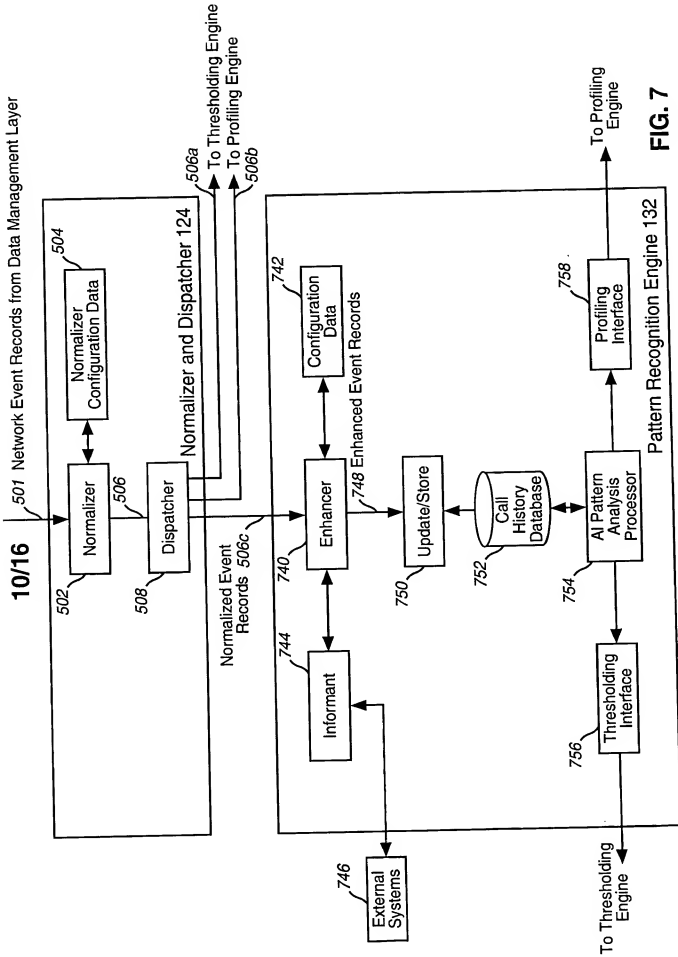 10/16
501 Network Event Records from Data Management Layer
502
Normalizer
504
Normalizer
Configuration Data
506
508
Dispatcher
Normalizer and Dispatcher 124
506a
To Thresholding Engine
To Profiling Engine
506b
Normalized Event
Records 506c
744
Informant
740
Enhancer
742
Configuration
Data
748 Enhanced Event Records
746
External
Systems
750
Update/Store
752
Call
History
Database
754
AI Pattern
Analysis
Processor
756
Thresholding
Interface
758
Profiling
Interface
Pattern Recognition Engine 132
To Thresholding
Engine
To Profiling
Engine
FIG. 7